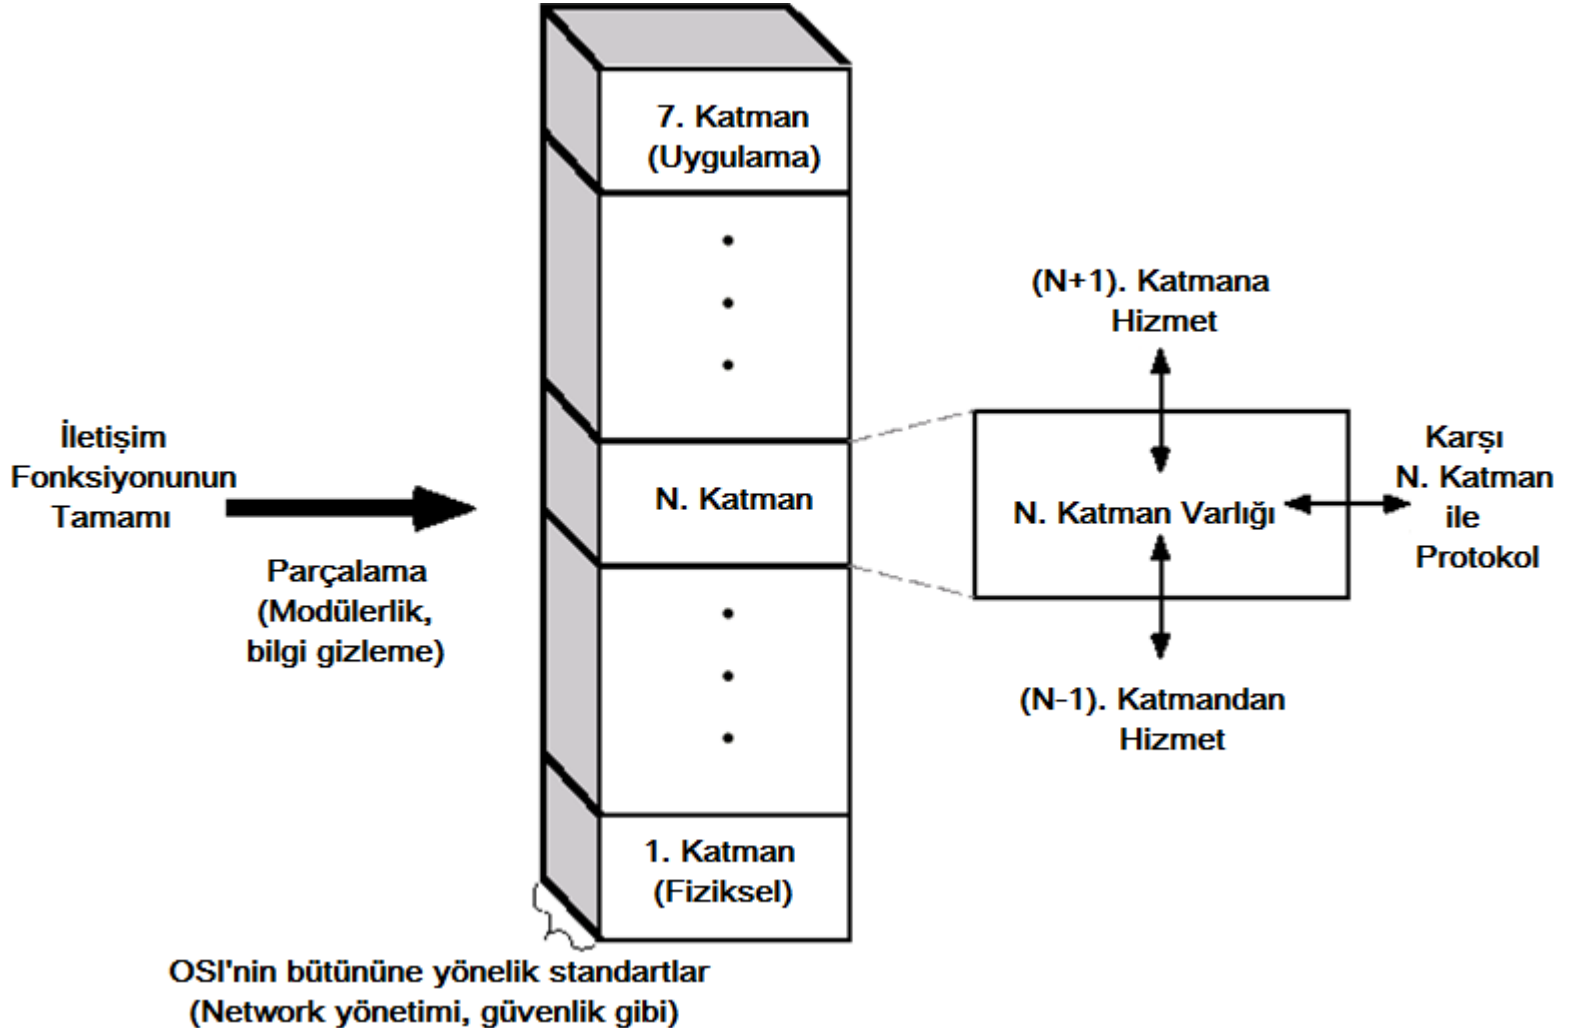 7. Katman
(Uygulama)
(N+1). Katmana
Hizmet
İletişim
Fonksiyonunun
Tamamı
Parçalama
(Modülerlik,
bilgi gizleme)
N. Katman
N. Katman Varlığı
Karşı
N. Katman
ile
Protokol
(N-1). Katmandan
Hizmet
1. Katman
(Fiziksel)
OSI'nin bütününe yönelik standartlar
(Network yönetimi, güvenlik gibi)